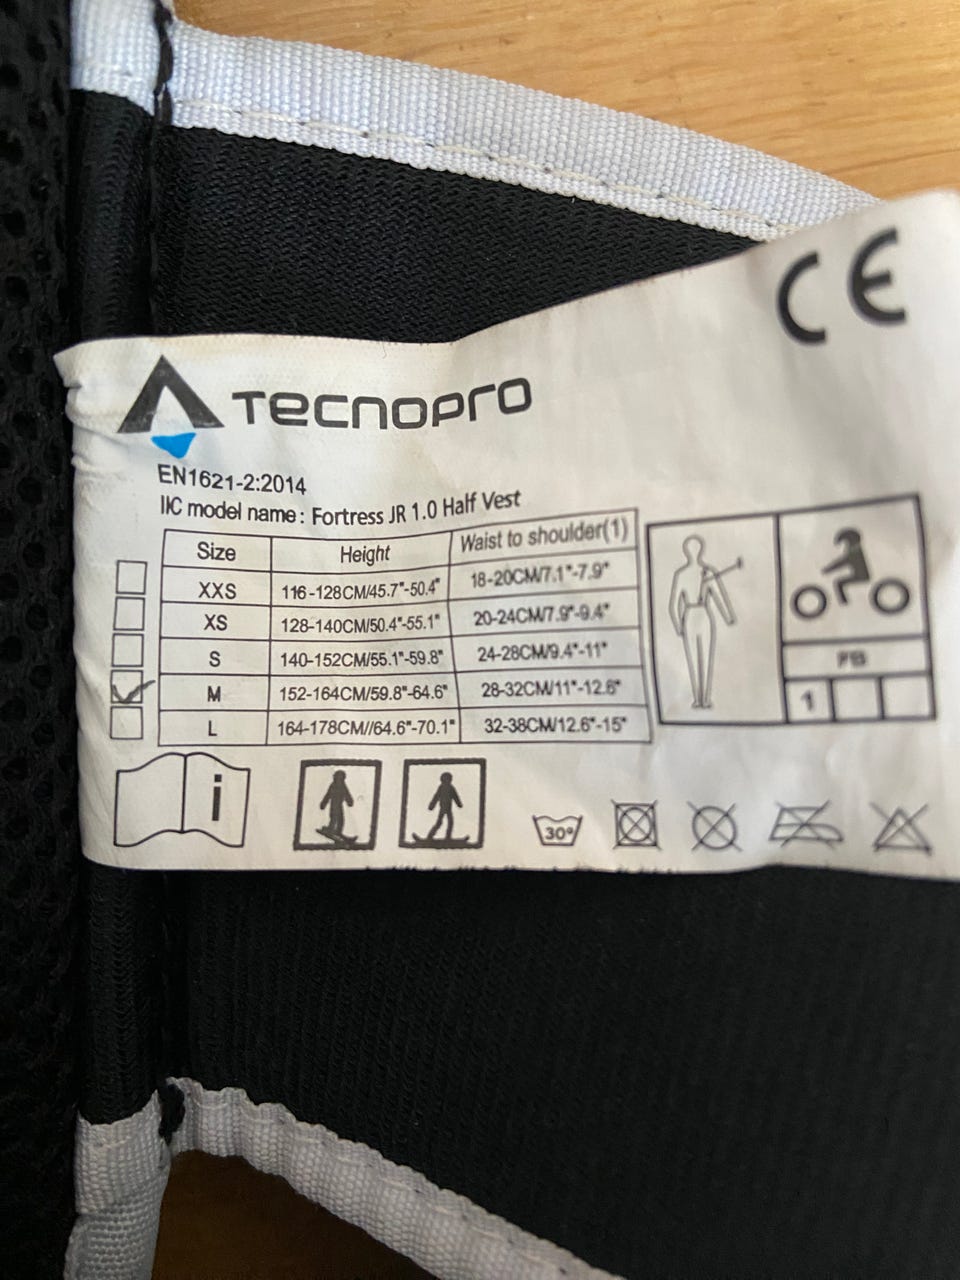 CE
TECNOPRO
EN1621-2:2014
IIC model name: Fortress JR 1.0 Half Vest
Size Height Waist to shoulder(1)
XXS 116-128CM/45.7"-50.4" 18-20CM/7.1"-7.9"
XS 128-140CM/50.4"-55.1" 20-24CM/7.9"-9.4"
S 140-152CM/55.1"-59.8" 24-28CM/9.4"-11"
M 152-164CM/59.8"-64.6" 28-32CM/11"-12.6"
L 164-178CM//64.6"-70.1" 32-38CM/12.6"-15"
FB
1
i
30°